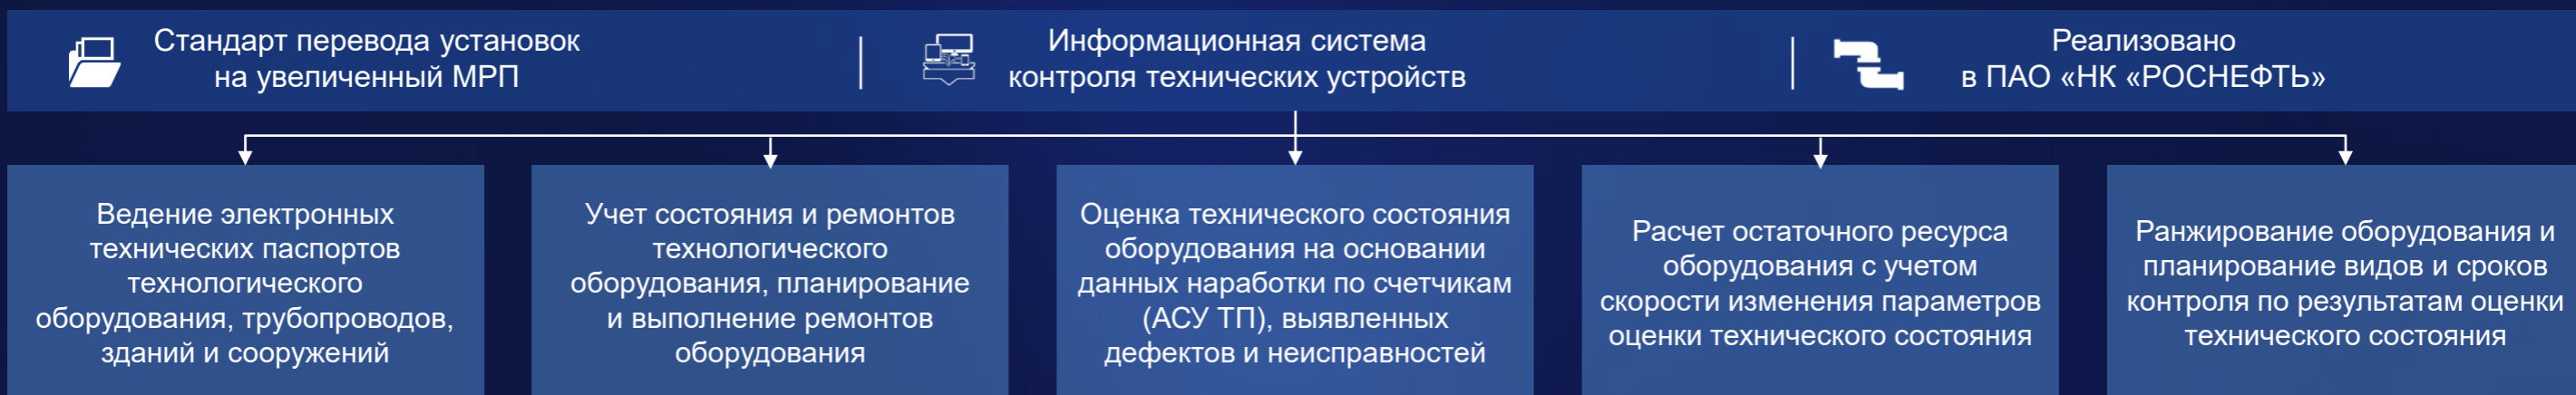 Стандарт перевода установок
на увеличенный МРП
Информационная система
контроля технических устройств
Реализовано
в ПАО «НК «РОСНЕФТЬ»
Ведение электронных
технических паспортов
технологического
оборудования, трубопроводов,
зданий и сооружений
Учет состояния и ремонтов
технологического
оборудования, планирование
и выполнение ремонтов
оборудования
Оценка технического состояния
оборудования на основании
данных наработки по счетчикам
(АСУ ТП), выявленных
дефектов и неисправностей
Расчет остаточного ресурса
оборудования с учетом
скорости изменения параметров
оценки технического состояния
Ранжирование оборудования и
планирование видов и сроков
контроля по результатам оценки
технического состояния